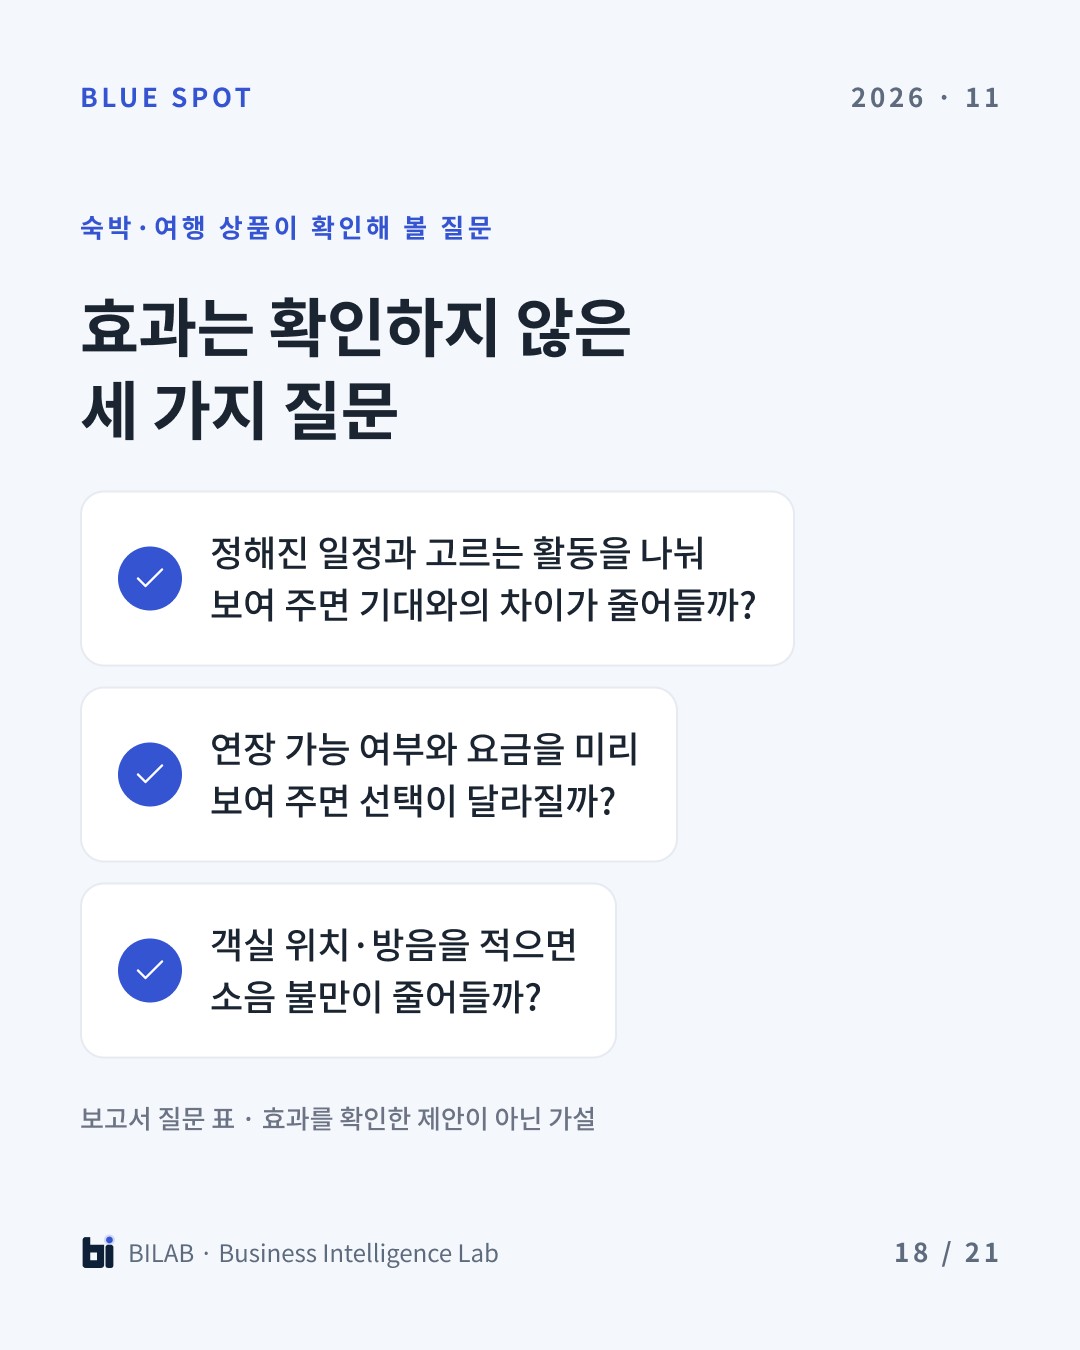 BLUE SPOT
2026 · 11
숙박·여행 상품이 확인해 볼 질문
효과는 확인하지 않은
세 가지 질문
정해진 일정과 고르는 활동을 나눠
보여 주면 기대와의 차이가 줄어들까?
연장 가능 여부와 요금을 미리
보여 주면 선택이 달라질까?
객실 위치·방음을 적으면
소음 불만이 줄어들까?
보고서 질문 표 · 효과를 확인한 제안이 아닌 가설
bi BILAB · Business Intelligence Lab
18 / 21